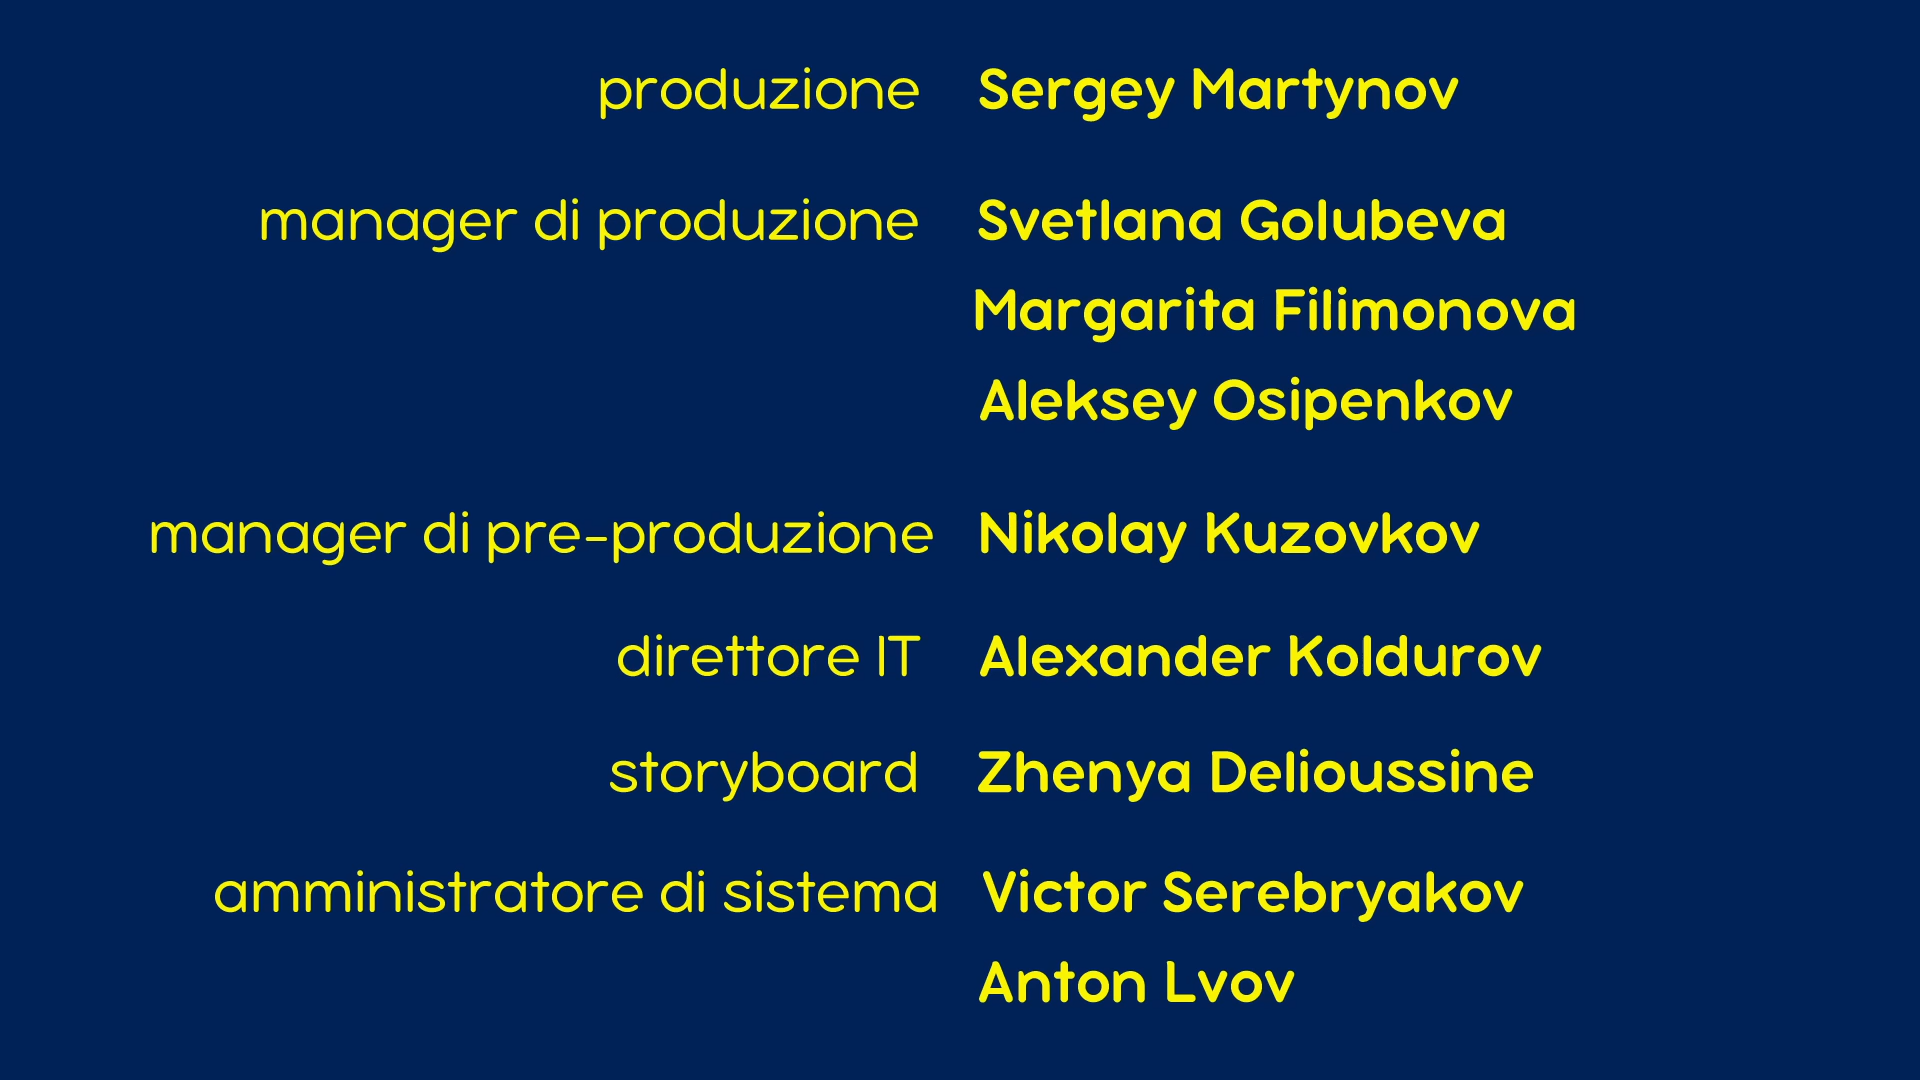 produzione Sergey Martynov
manager di produzione Svetlana Golubeva
Margarita Filimonova
Aleksey Osipenkov
manager di pre-produzione Nikolay Kuzovkov
direttore IT Alexander Koldurov
storyboard Zhenya Delioussine
amministratore di sistema Victor Serebryakov
Anton Lvov